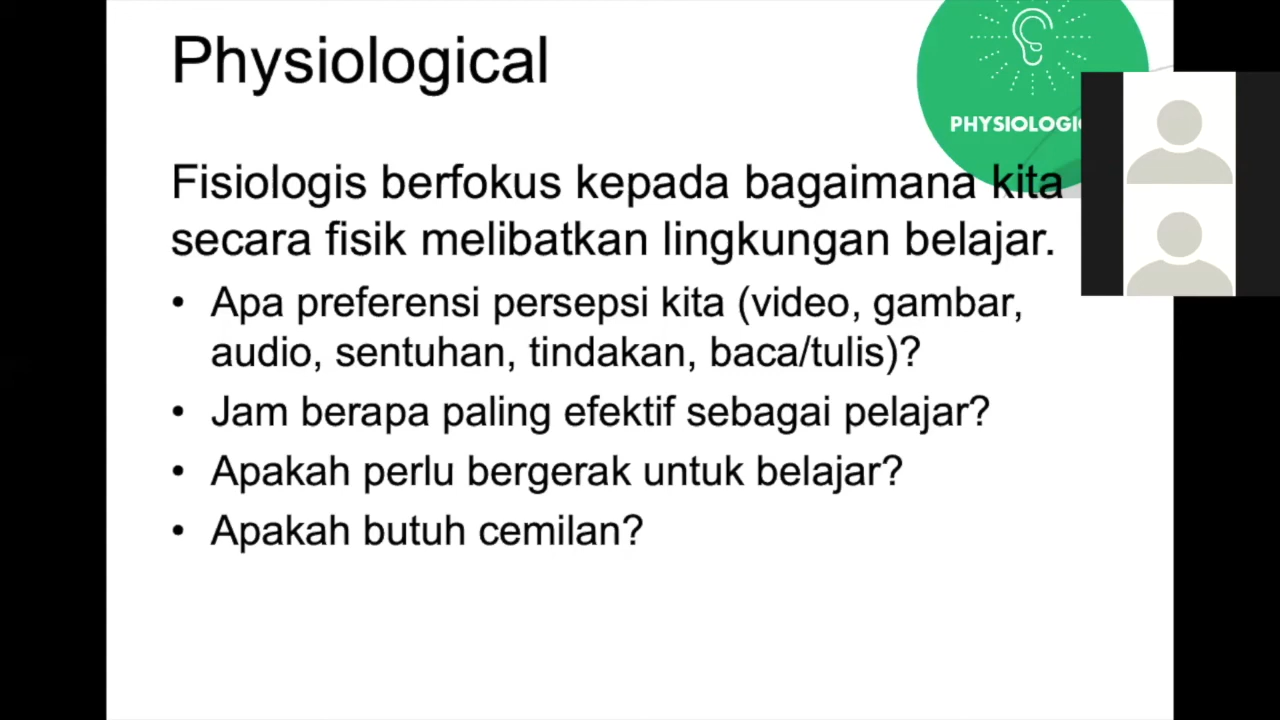 Physiological
PHYSIOLOGI
Fisiologis berfokus kepada bagaimana kita
secara fisik melibatkan lingkungan belajar.
• Apa preferensi persepsi kita (video, gambar,
audio, sentuhan, tindakan, baca/tulis)?
• Jam berapa paling efektif sebagai pelajar?
• Apakah perlu bergerak untuk belajar?
• Apakah butuh cemilan?